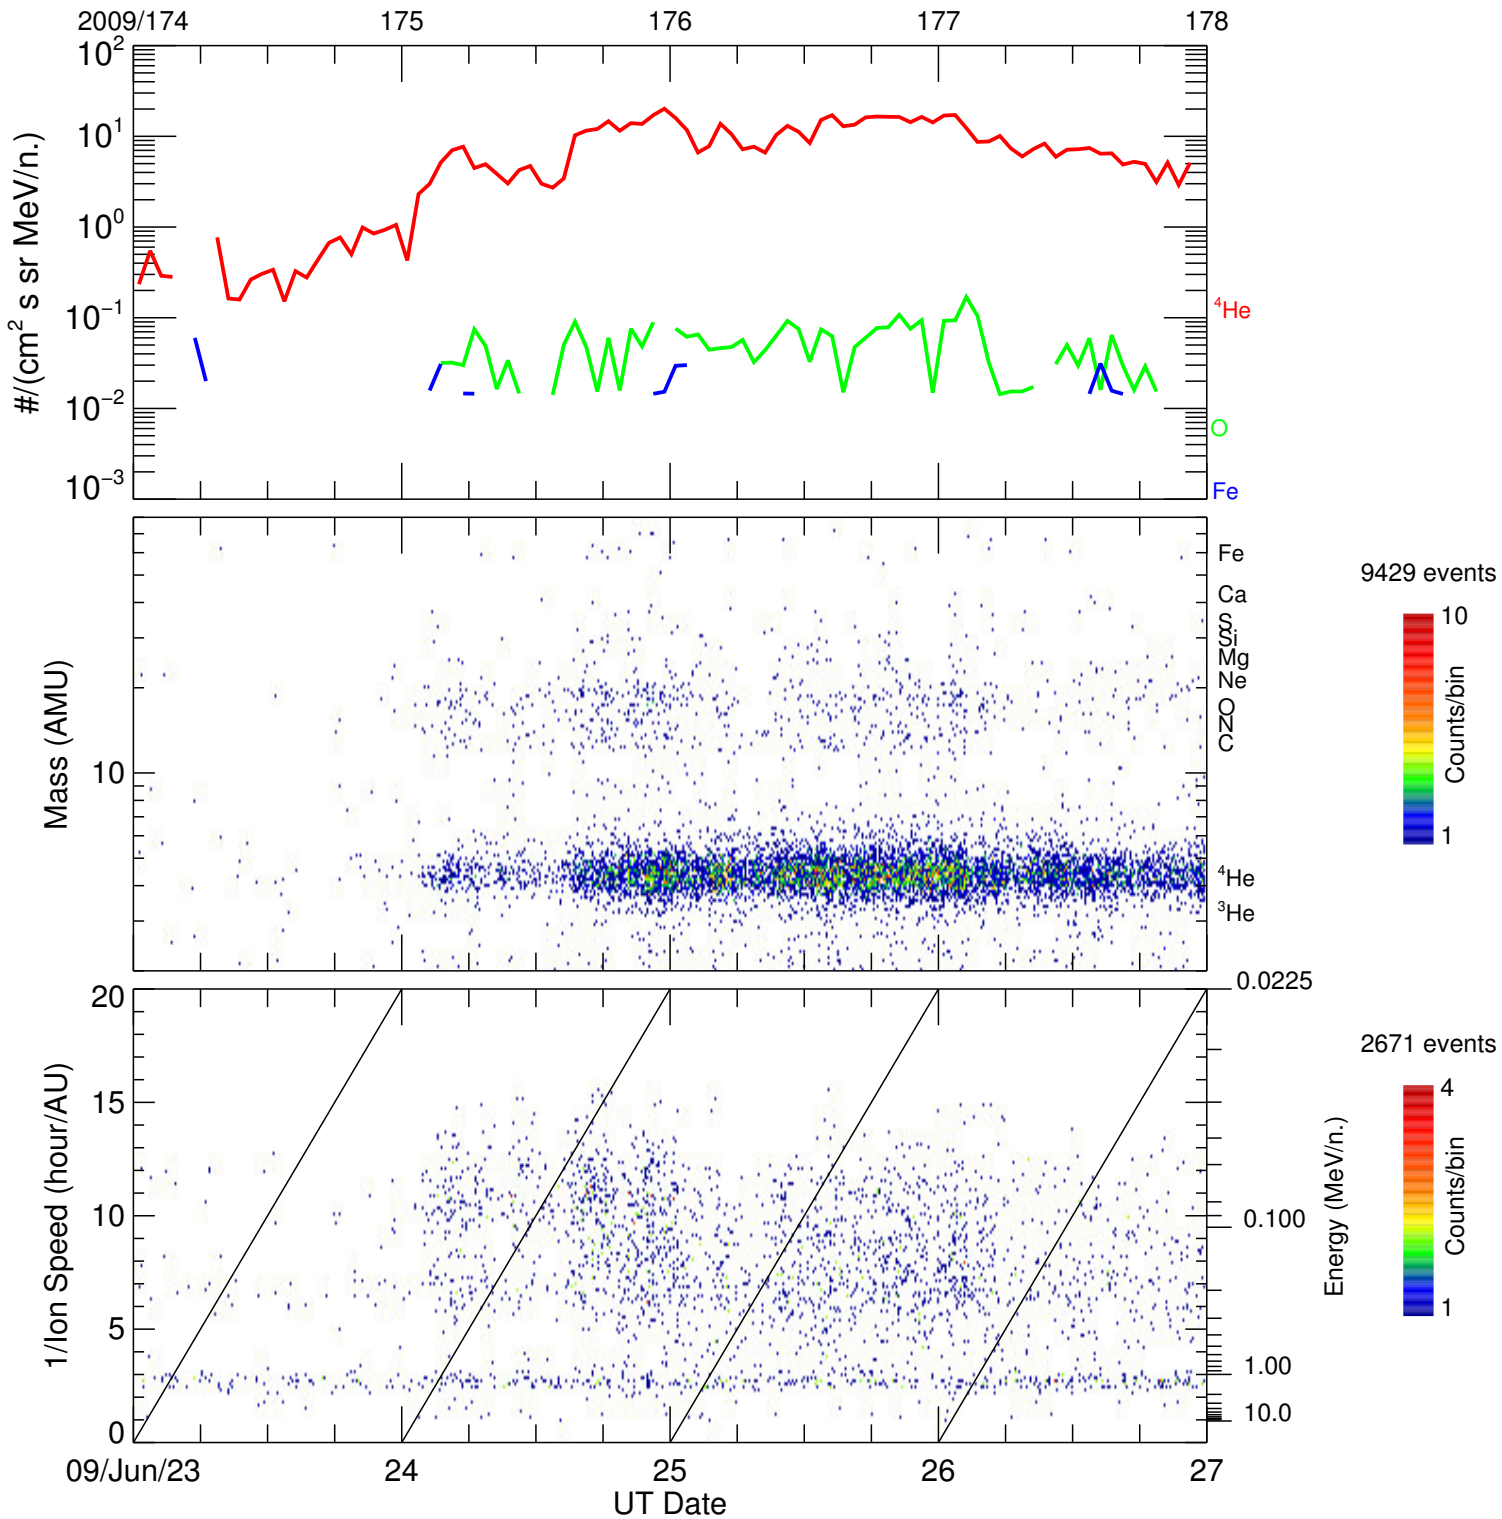 2009/174 175 176 177 178
10²
10¹
10⁰
10⁻¹
10⁻²
10⁻³
#/(cm² s sr MeV/n.)
⁴He
O
Fe
Mass (AMU)
10
Fe
Ca
S
Si
Mg
Ne
O
N
C
⁴He
³He
9429 events
10
Counts/bin
1
20
15
10
5
0
1/Ion Speed (hour/AU)
0.0225
0.100
1.00
10.0
Energy (MeV/n.)
2671 events
4
Counts/bin
1
09/Jun/23 24 25 26 27
UT Date